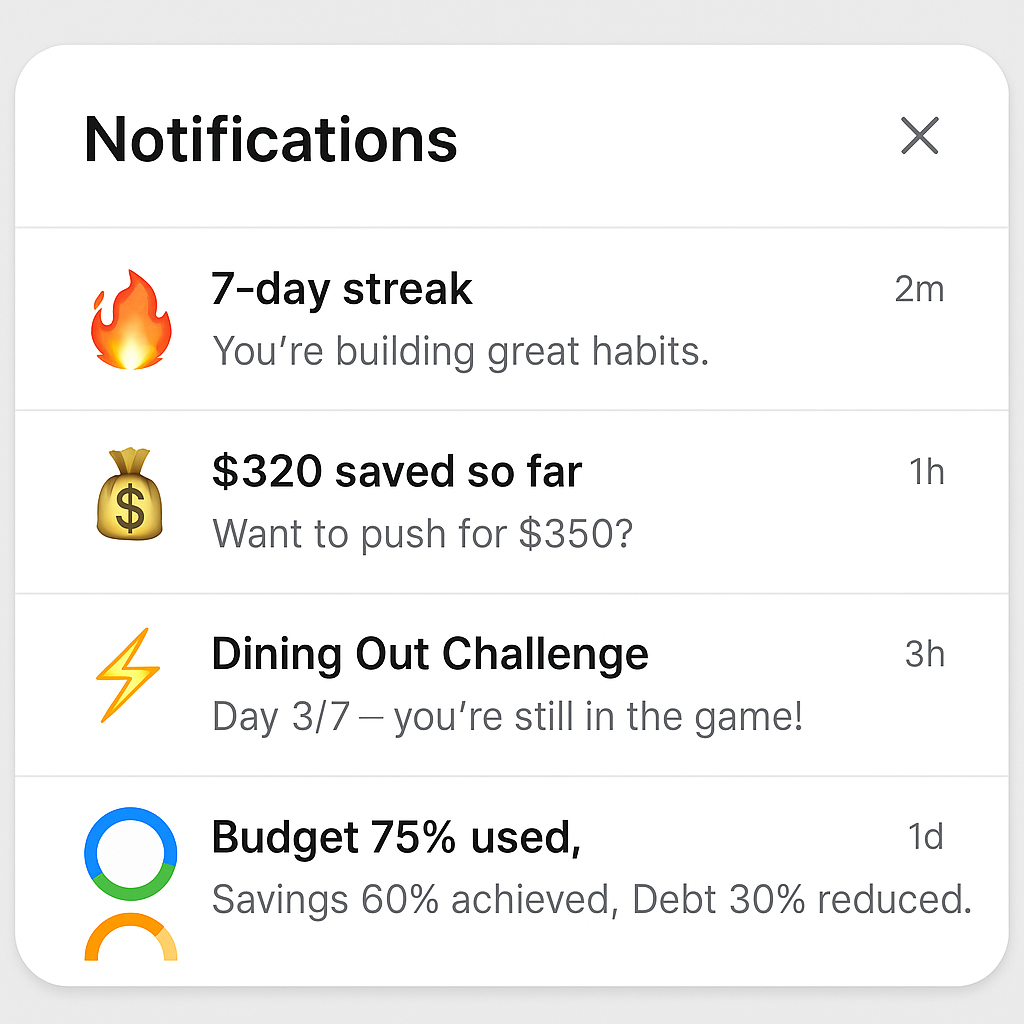 Notifications
7-day streak
2m
You’re building great habits.
$
$320 saved so far
1h
Want to push for $350?
Dining Out Challenge
3h
Day 3/7 – you’re still in the game!
Budget 75% used,
1d
Savings 60% achieved, Debt 30% reduced.